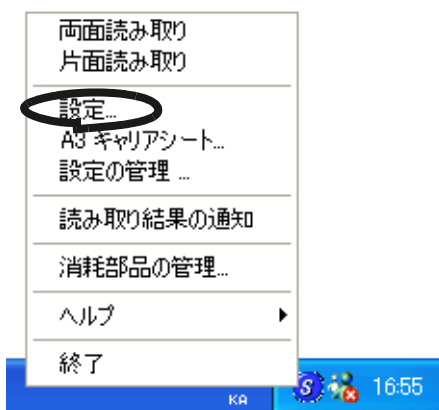 両面読み取り
片面読み取り
設定...
A3 キャリアシート...
設定の管理 ...
読み取り結果の通知
消耗部品の管理...
ヘルプ
終了
KA
S
16:55